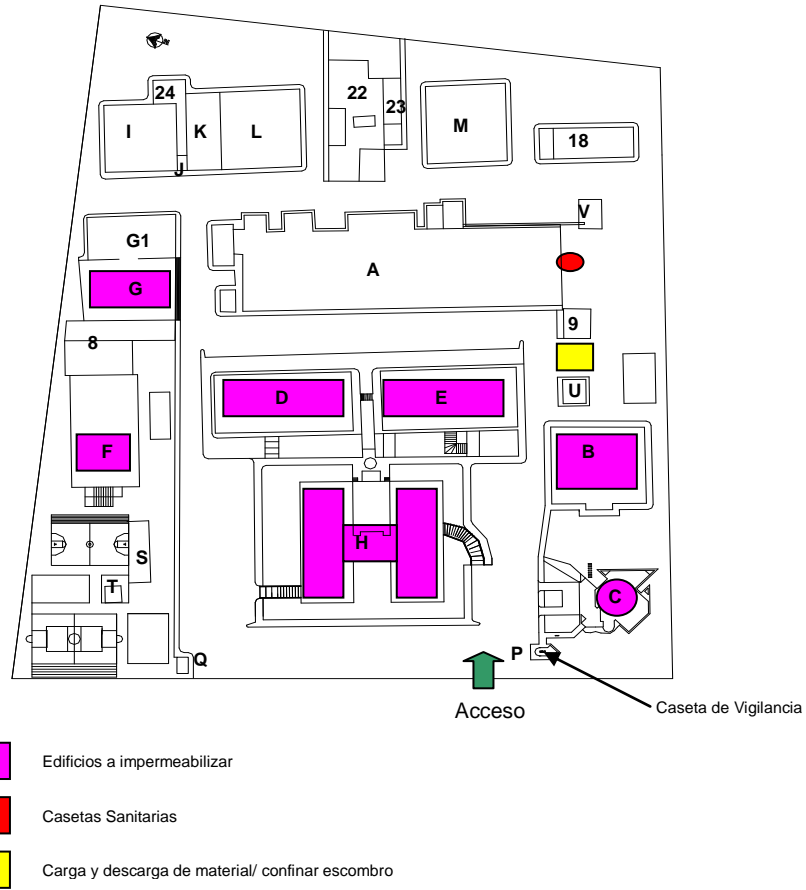 24
22
23
I
K
L
M
18
J
V
G1
A
G
9
8
D
E
U
F
B
H
S
T
C
Q
P
Acceso
Caseta de Vigilancia
Edificios a impermeabilizar
Casetas Sanitarias
Carga y descarga de material/ confinar escombro